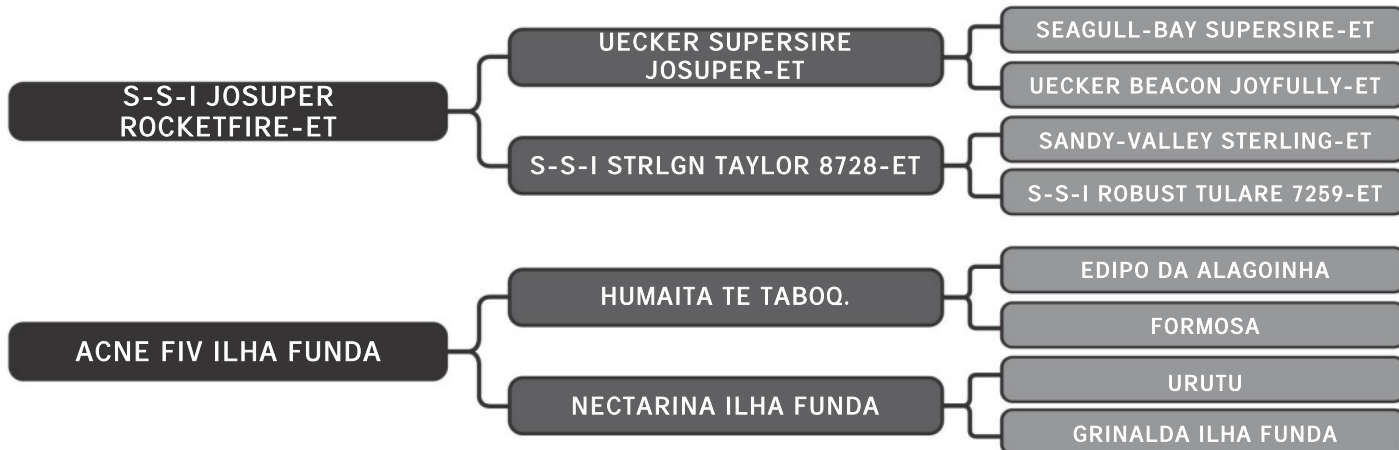 S-S-I JOSUPER
ROCKETFIRE-ET
UECKER SUPERSIRE
JOSUPER-ET
S-S-I STRLGN TAYLOR 8728-ET
SEAGULL-BAY SUPERSIRE-ET
UECKER BEACON JOYFULLY-ET
SANDY-VALLEY STERLING-ET
S-S-I ROBUST TULARE 7259-ET
ACNE FIV ILHA FUNDA
HUMAITA TE TABOQ.
NECTARINA ILHA FUNDA
EDIPO DA ALAGOINHA
FORMOSA
URUTU
GRINALDA ILHA FUNDA